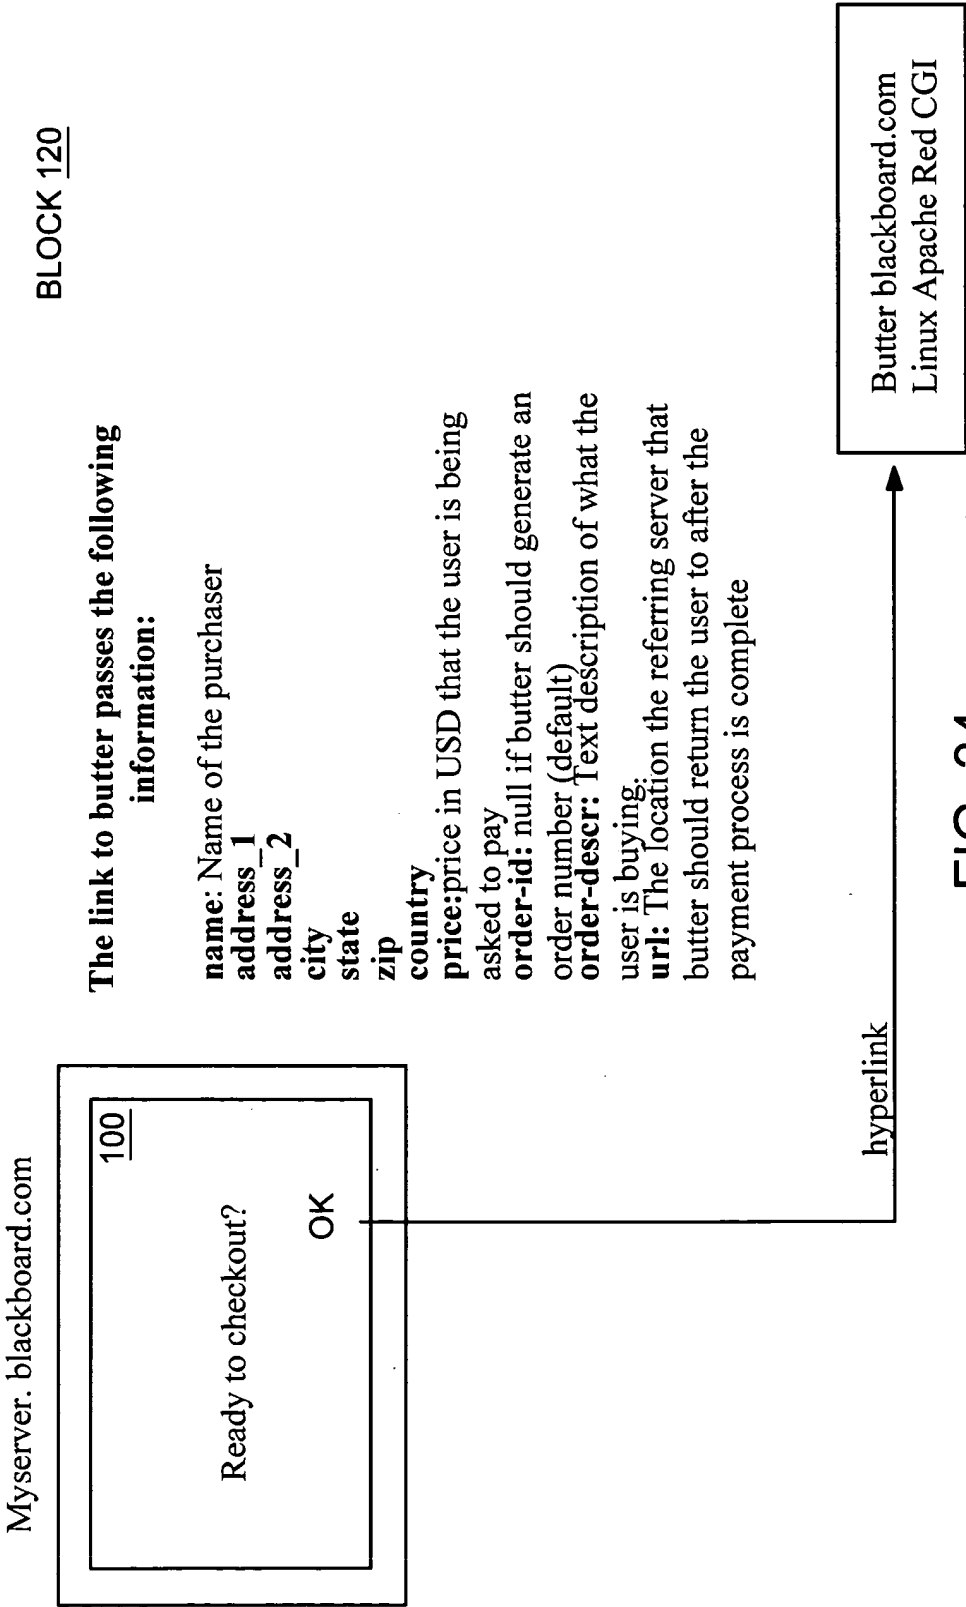 Myserver. blackboard.com
BLOCK 120
100
Ready to checkout?
OK
The link to butter passes the following
information:
name: Name of the purchaser
address_1
address_2
city
state
zip
country
price:price in USD that the user is being
asked to pay
order-id: null if butter should generate an
order number (default)
order-descr: Text description of what the
user is buying.
url: The location the referring server that
butter should return the user to after the
payment process is complete
hyperlink
Butter blackboard.com
Linux Apache Red CGI